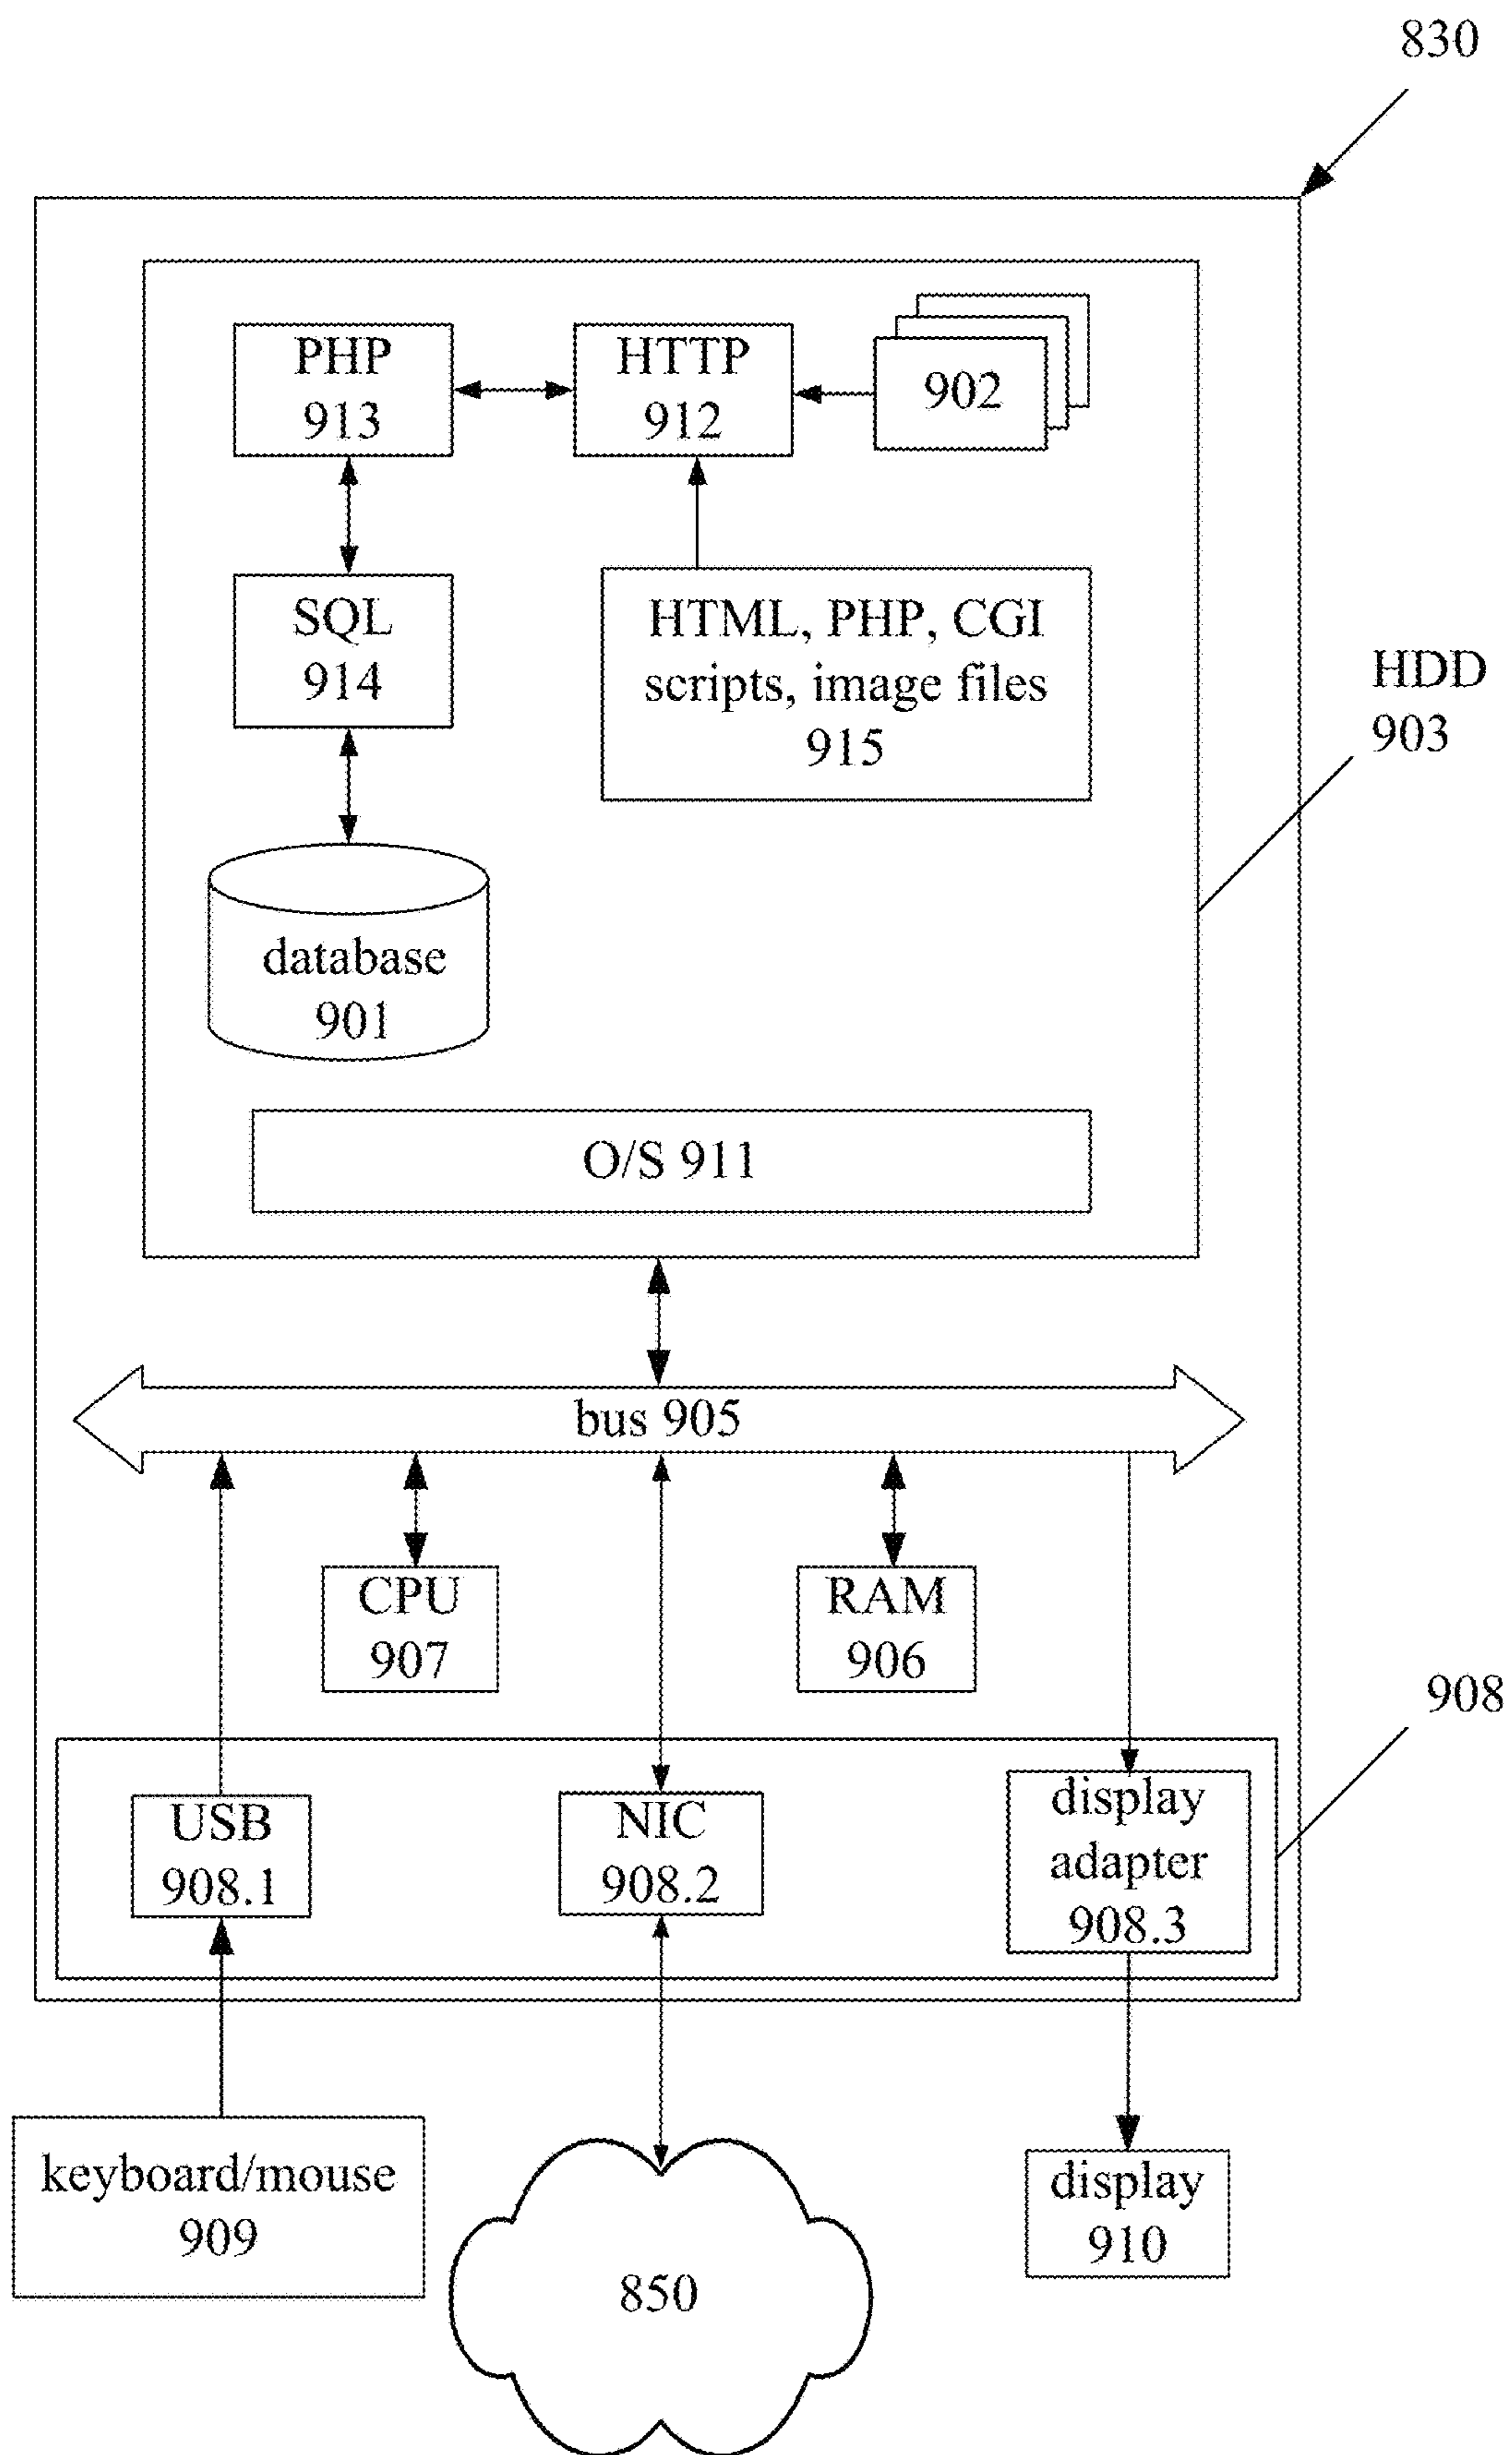 830
PHP
913
HTTP
912
902
SQL
914
HTML, PHP, CGI
scripts, image files
915
HDD
903
database
901
O/S 911
bus 905
CPU
907
RAM
906
908
USB
908.1
NIC
908.2
display
adapter
908.3
keyboard/mouse
909
850
display
910